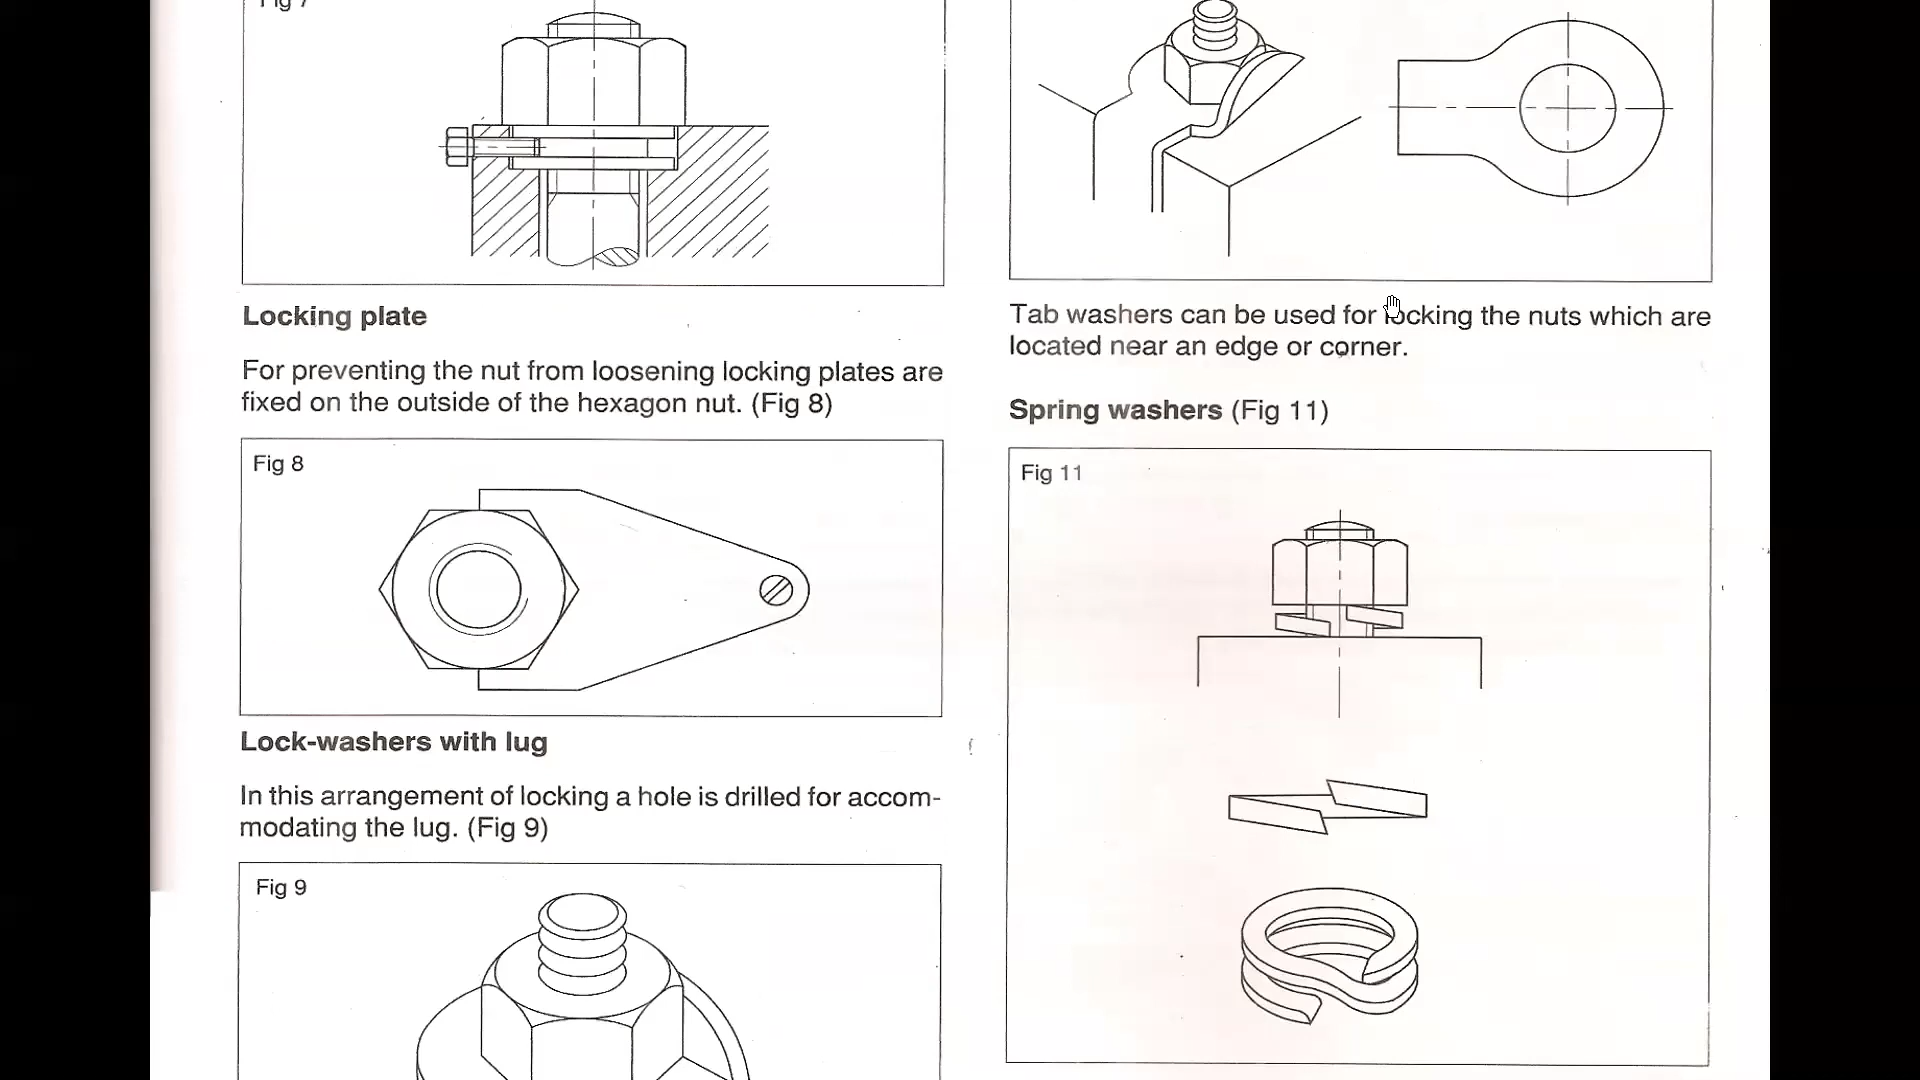 Fig 7
Locking plate
For preventing the nut from loosening locking plates are
fixed on the outside of the hexagon nut. (Fig 8)
Fig 8
Lock-washers with lug
In this arrangement of locking a hole is drilled for accom-
modating the lug. (Fig 9)
Fig 9
Tab washers can be used for locking the nuts which are
located near an edge or corner.
Spring washers (Fig 11)
Fig 11